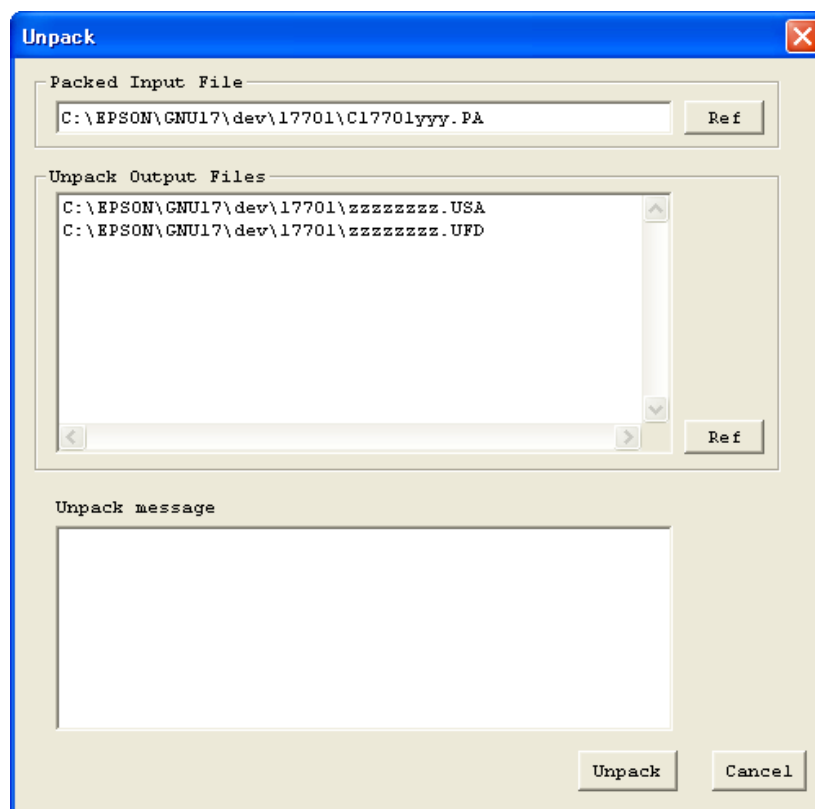 Unpack
Packed Input File
C:\EPSON\GNU17\dev\17701\C17701yyy.PA
Ref
Unpack Output Files
C:\EPSON\GNU17\dev\17701\zzzzzzzz.USA
C:\EPSON\GNU17\dev\17701\zzzzzzzz.UFD
Ref
Unpack message
Unpack
Cancel